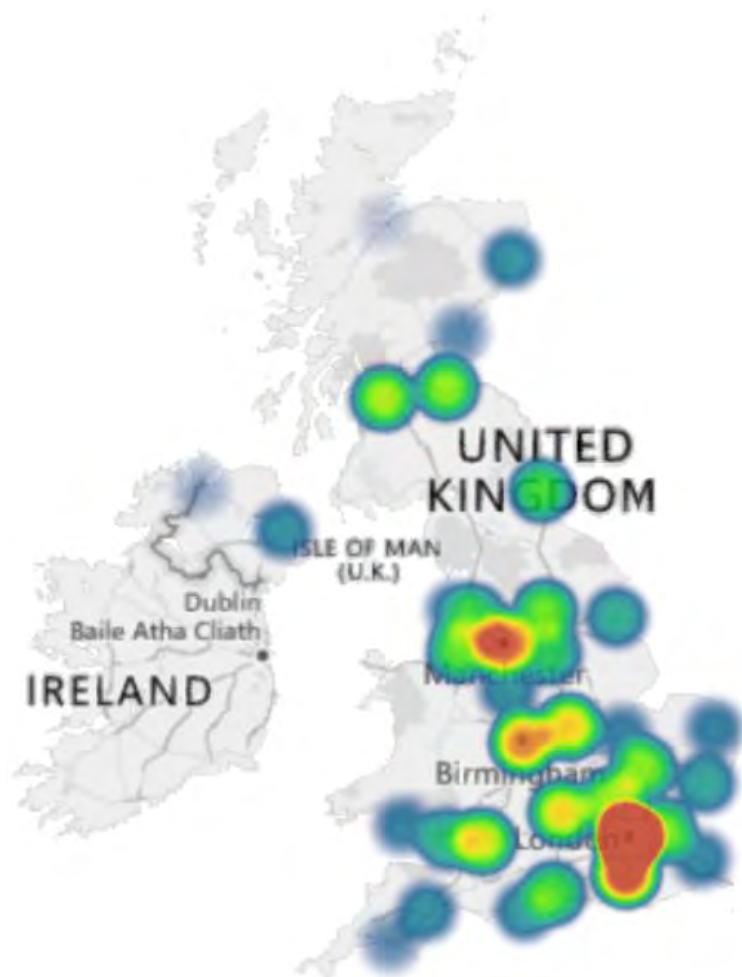 UNITED
KINGDOM
ISLE OF MAN
(U.K.)
Dublin
Baile Atha Cliath
IRELAND
Manchester
Birmingham
London